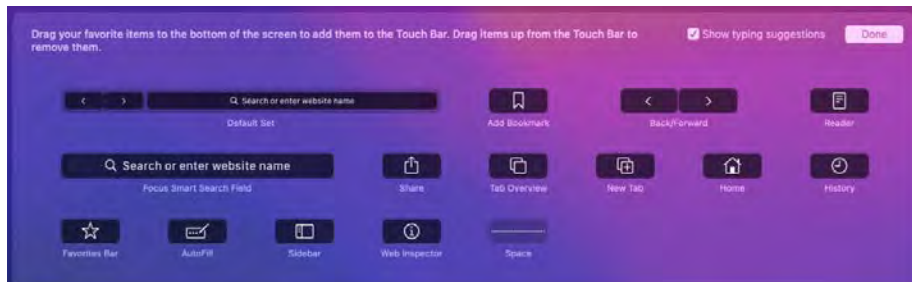 Drag your favorite items to the bottom of the screen to add them to the Touch Bar. Drag items up from the Touch Bar to
remove them.
Show typing suggestions
Done
Search or enter website name
Default Set
Add Bookmark
Back/Forward
Reader
Search or enter website name
Focus Smart Search Field
Share
Tab Overview
New Tab
Home
History
Favorites Bar
AutoFill
Sidebar
Web Inspector
Space